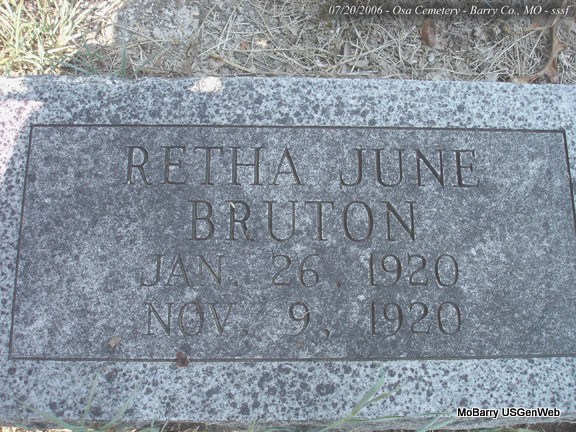 07/20/2006 - Osa Cemetery - Barry Co., MO - sssf
RETHA JUNE
BRUTON
JAN. 26, 1920
NOV. 9, 1920
MoBarry USGenWeb